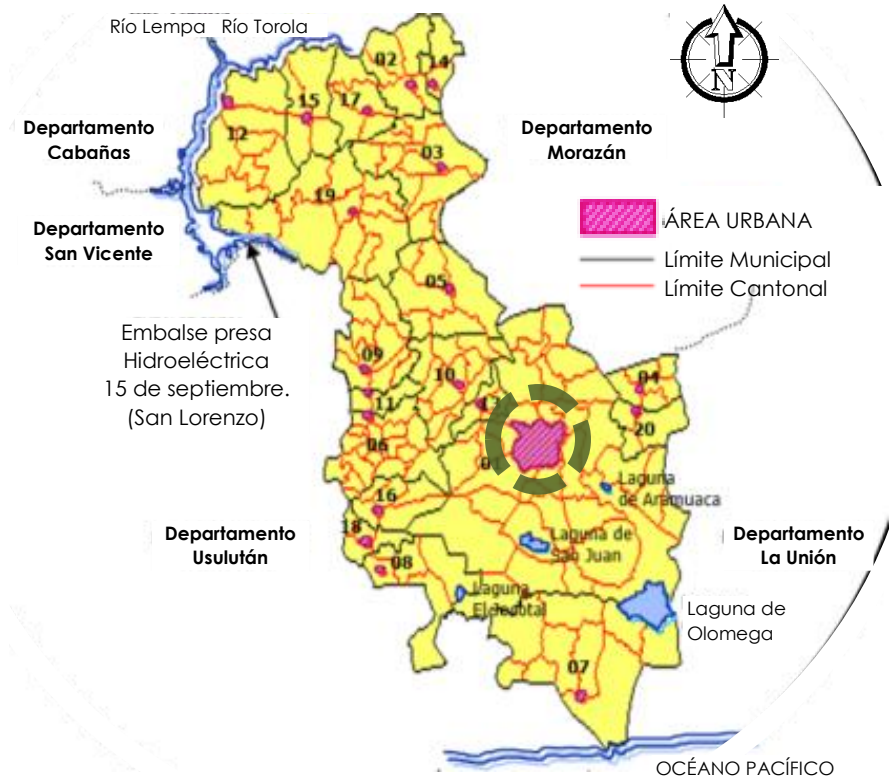 Río Lempa Río Torola
N
Departamento
Cabañas
Departamento
Morazán
Departamento
San Vicente
ÁREA URBANA
Límite Municipal
Límite Cantonal
Embalse presa
Hidroeléctrica
15 de septiembre.
(San Lorenzo)
02
14
15
17
12
03
19
05
09
10
04
11
13
20
06
01
16
18
08
07
Laguna
de Aramuaca
Laguna de
San Juan
Laguna
El Jocotal
Departamento
Usulután
Departamento
La Unión
Laguna de
Olomega
OCÉANO PACÍFICO